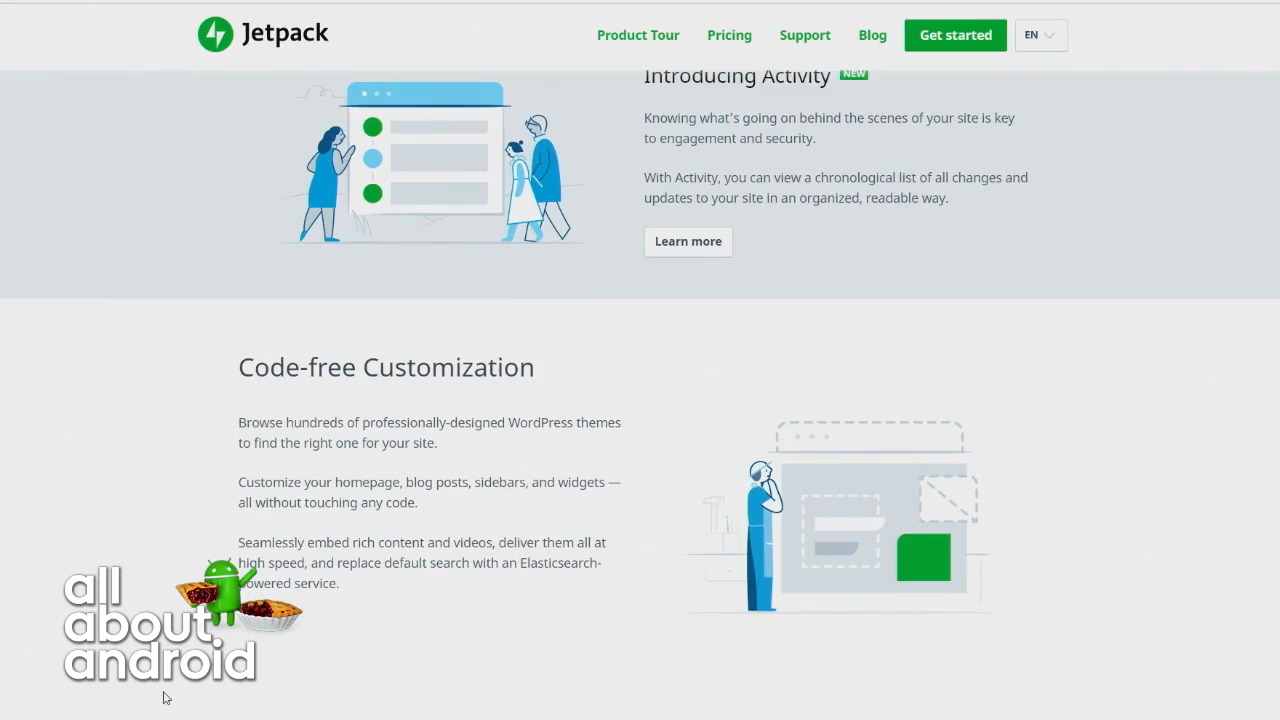 Jetpack
Product Tour
Pricing
Support
Blog
Get started
EN
Introducing Activity NEW
Knowing what's going on behind the scenes of your site is key
to engagement and security.
With Activity, you can view a chronological list of all changes and
updates to your site in an organized, readable way.
Learn more
Code-free Customization
Browse hundreds of professionally-designed WordPress themes
to find the right one for your site.
Customize your homepage, blog posts, sidebars, and widgets —
all without touching any code.
Seamlessly embed rich content and videos, deliver them all at
high speed, and replace default search with an Elasticsearch-
powered service.
all
about
android